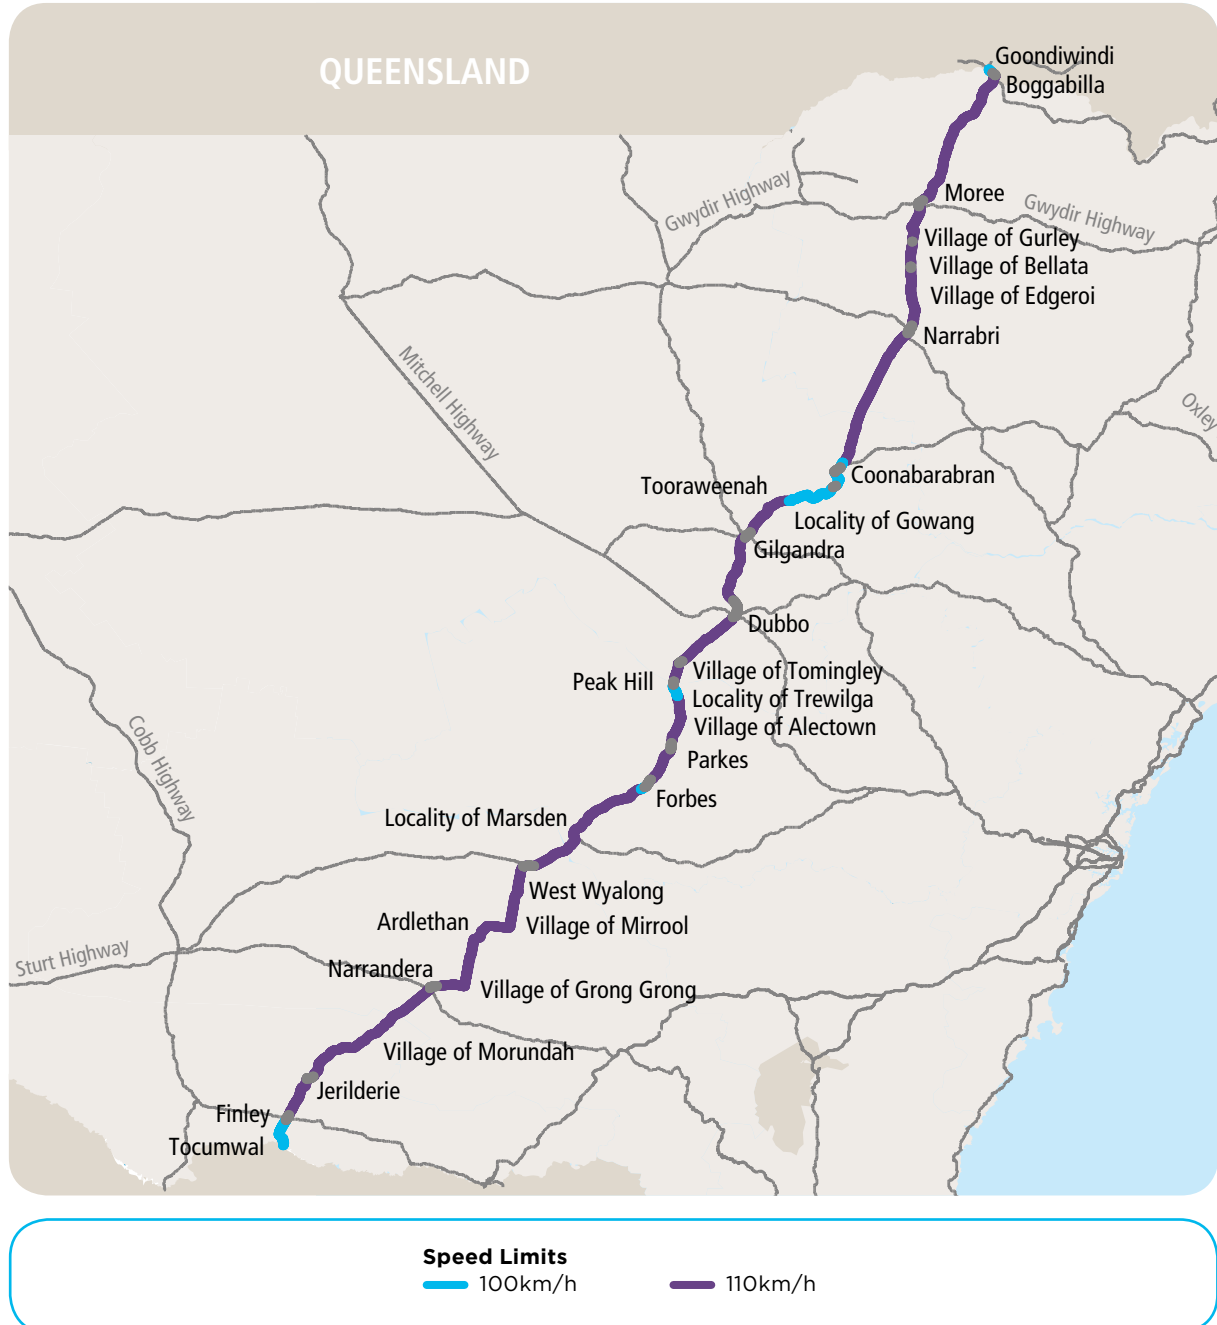 QUEENSLAND
Goondiwindi
Boggabilla
Gwydir Highway
Moree
Gwydir Highway
Village of Gurley
Village of Bellata
Village of Edgeroi
Narrabri
Mitchell Highway
Oxley
Coonabarabran
Tooraweenah
Locality of Gowang
Gilgandra
Dubbo
Village of Tomingley
Peak Hill
Locality of Trewilga
Village of Alectown
Cobb Highway
Parkes
Forbes
Locality of Marsden
West Wyalong
Ardlethan
Village of Mirrool
Sturt Highway
Narrandera
Village of Grong Grong
Village of Morundah
Jerilderie
Finley
Tocumwal
Speed Limits
100km/h
110km/h